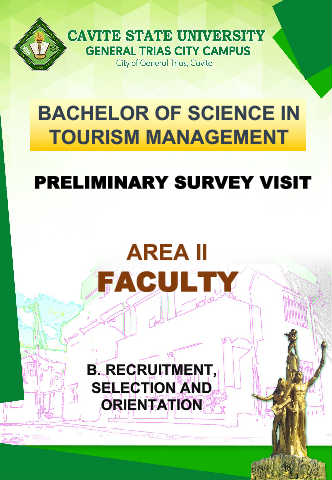 CAVITE STATE UNIVERSITY
GENERAL TRIAS CITY CAMPUS
City of General Trias, Cavite
BACHELOR OF SCIENCE IN
TOURISM MANAGEMENT
PRELIMINARY SURVEY VISIT
AREA II
FACULTY
B. RECRUITMENT,
SELECTION AND
ORIENTATION